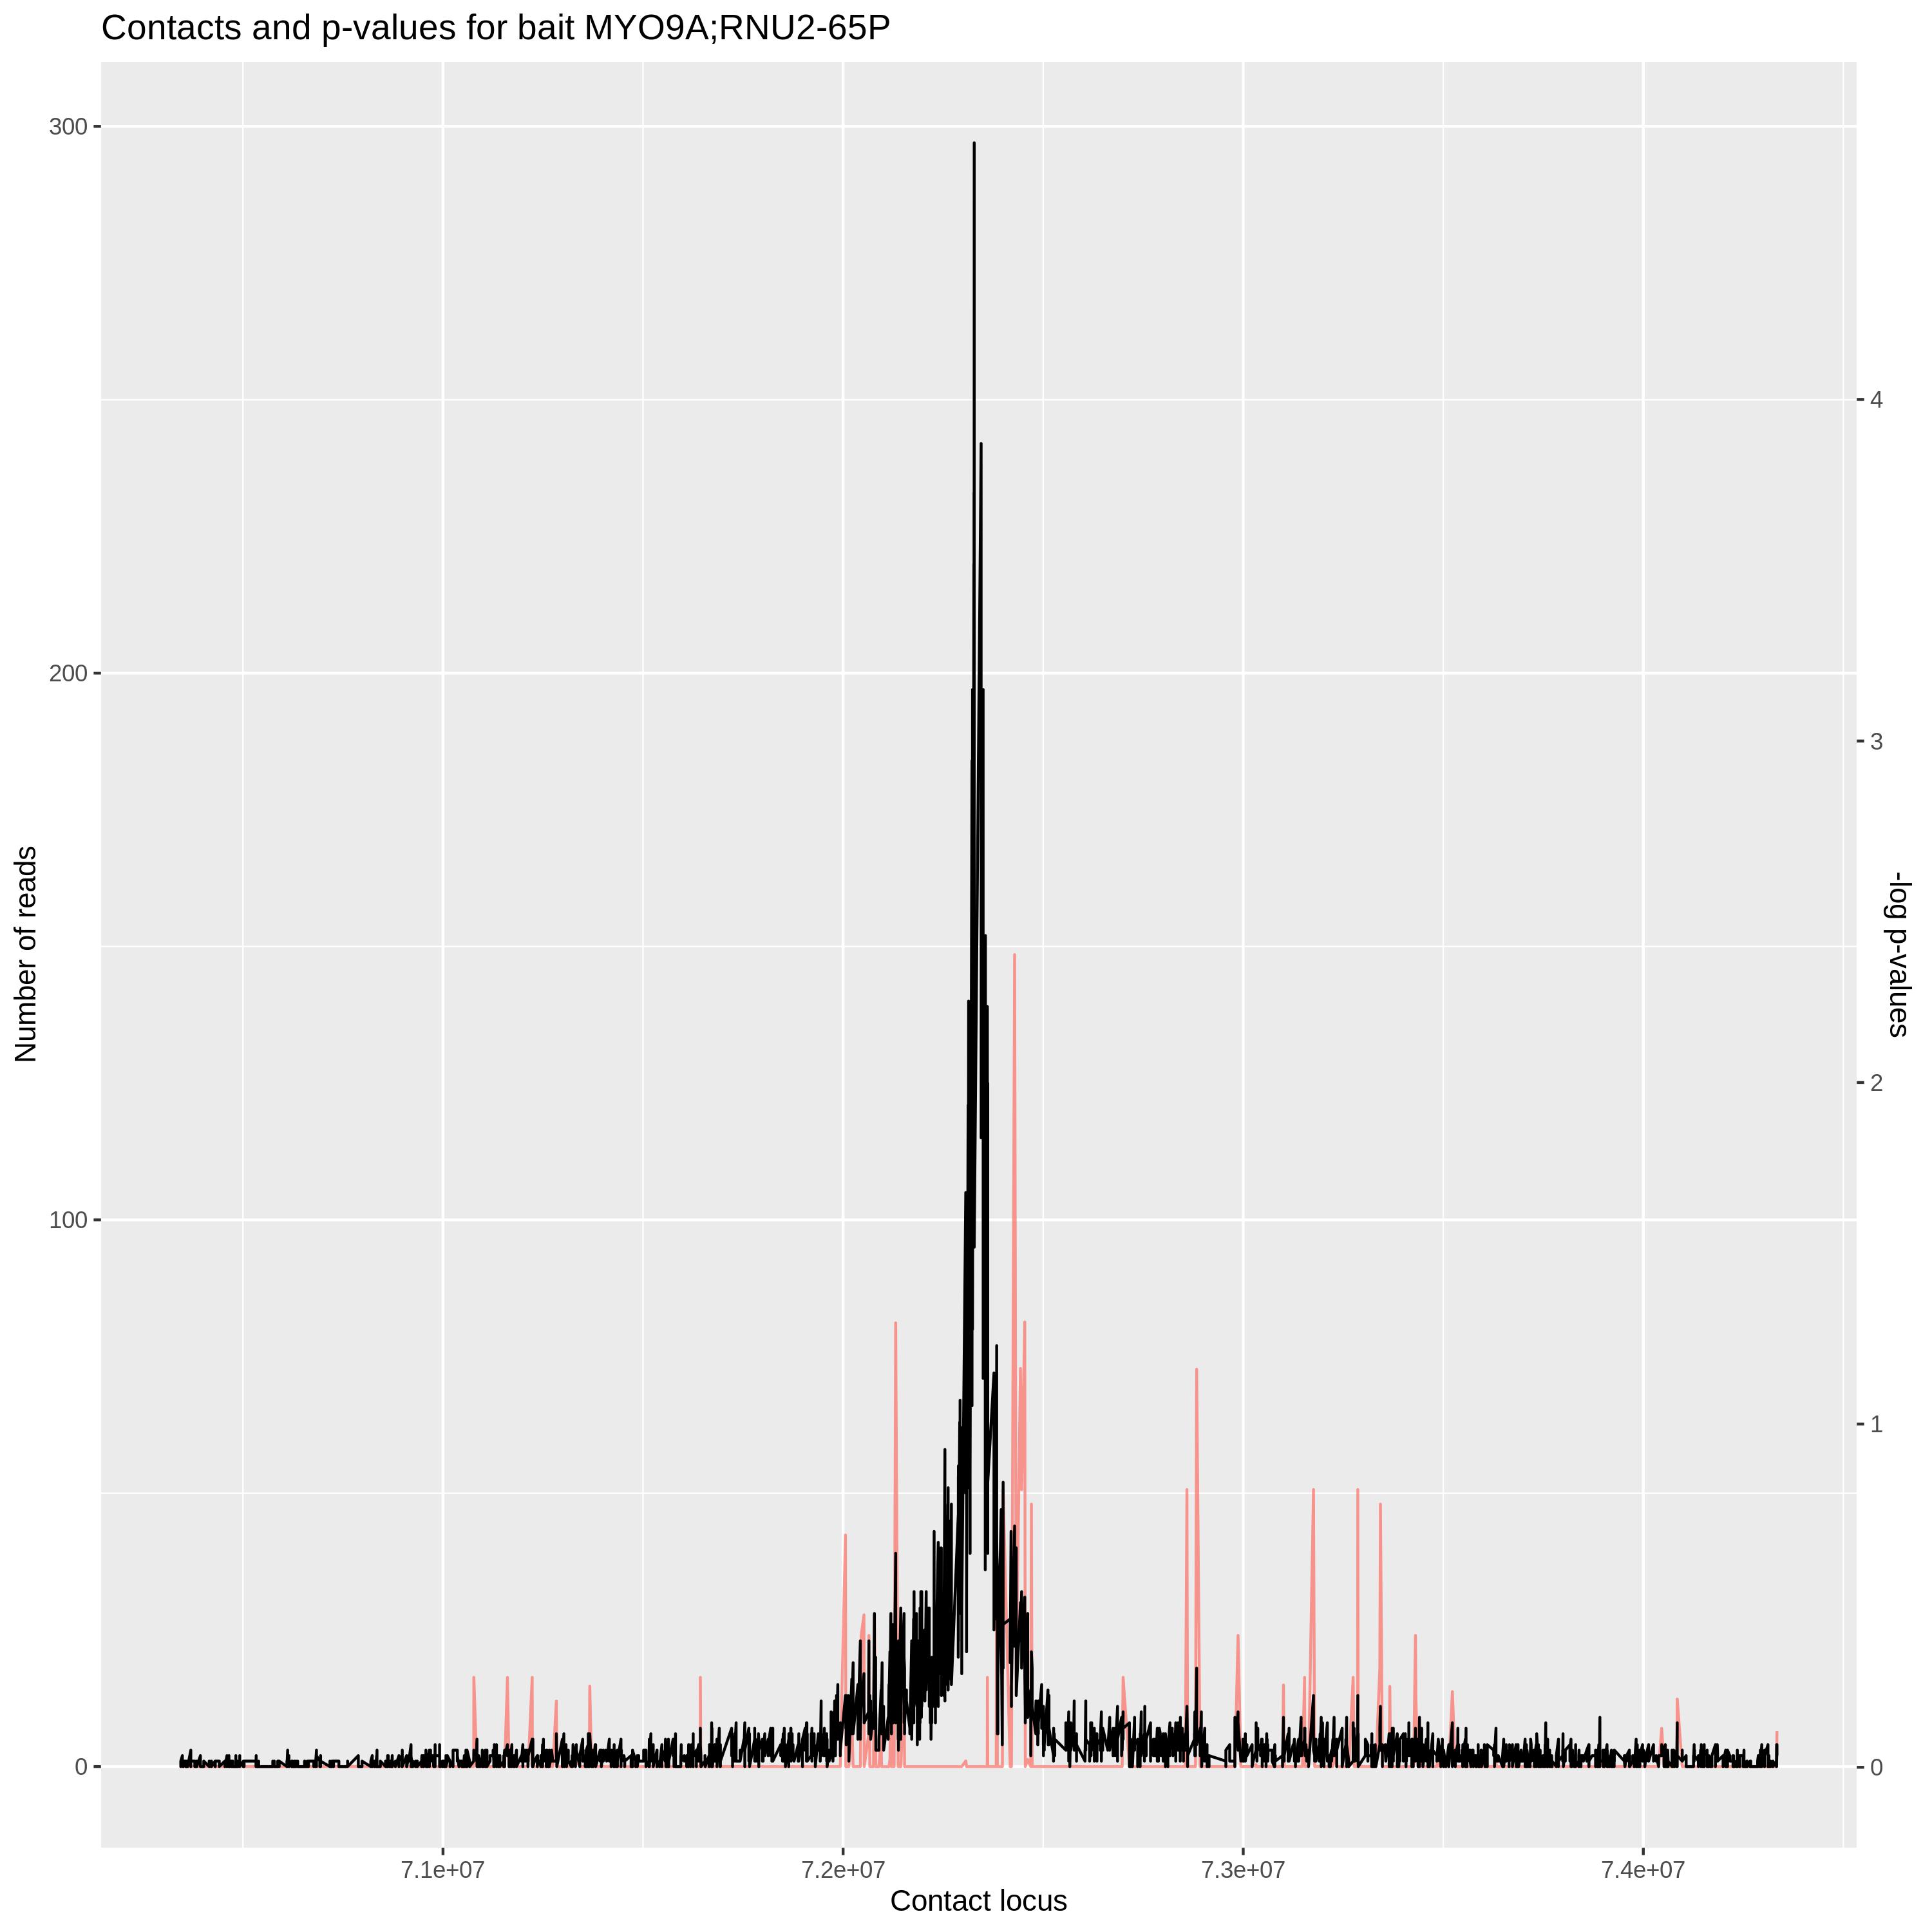 Contacts and p-values for bait MYO9A;RNU2-65P
300
200
100
0
Number of reads
4
3
2
1
0
-log p-values
7.1e+07 7.2e+07 7.3e+07 7.4e+07
Contact locus